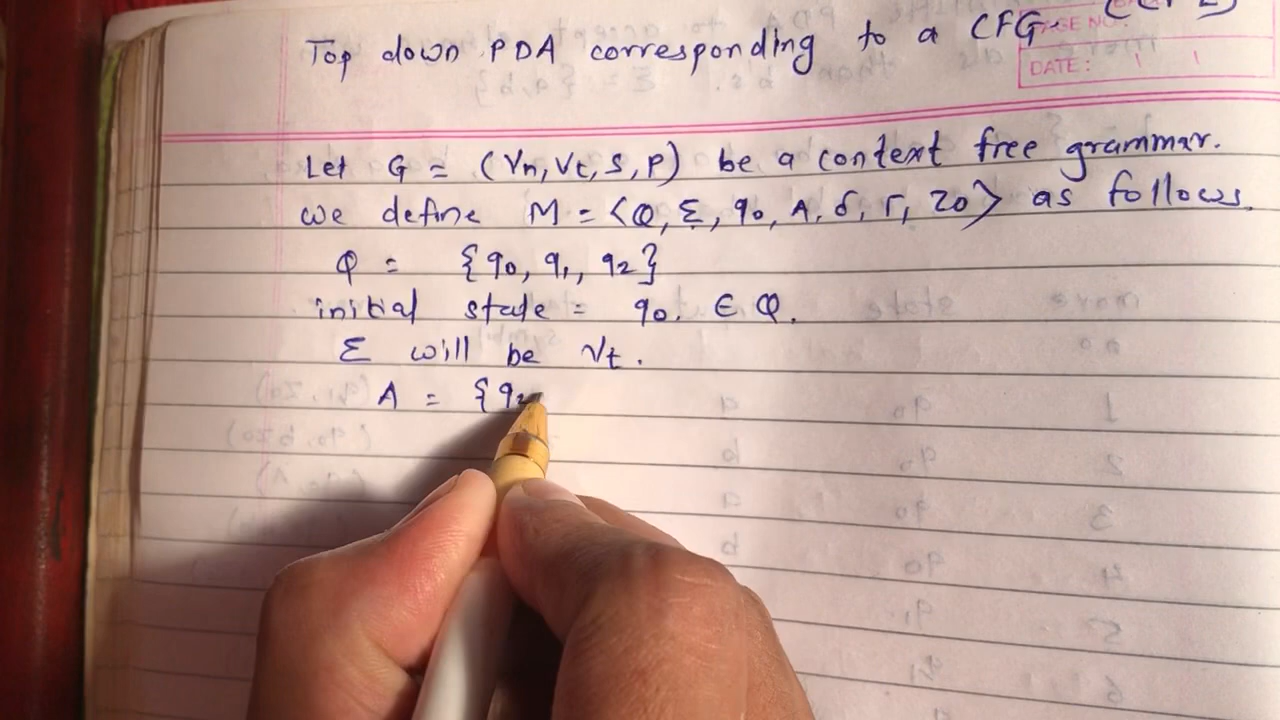 Top down PDA corresponding to a CFG.
DATE:
Let G = (Vn, Vt, S, P) be a context free grammar.
we define M = <Q, Σ, q0, A, δ, Γ, Z0> as follows.
Q = {q0, q1, q2}
initial state = q0. ∈ Q.
Σ will be Vt.
A = {q2